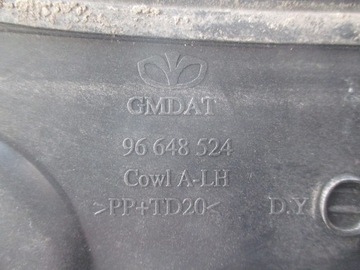 GMDAT
96 648 524
Cowl A-LH
>PP+TD20< D.Y